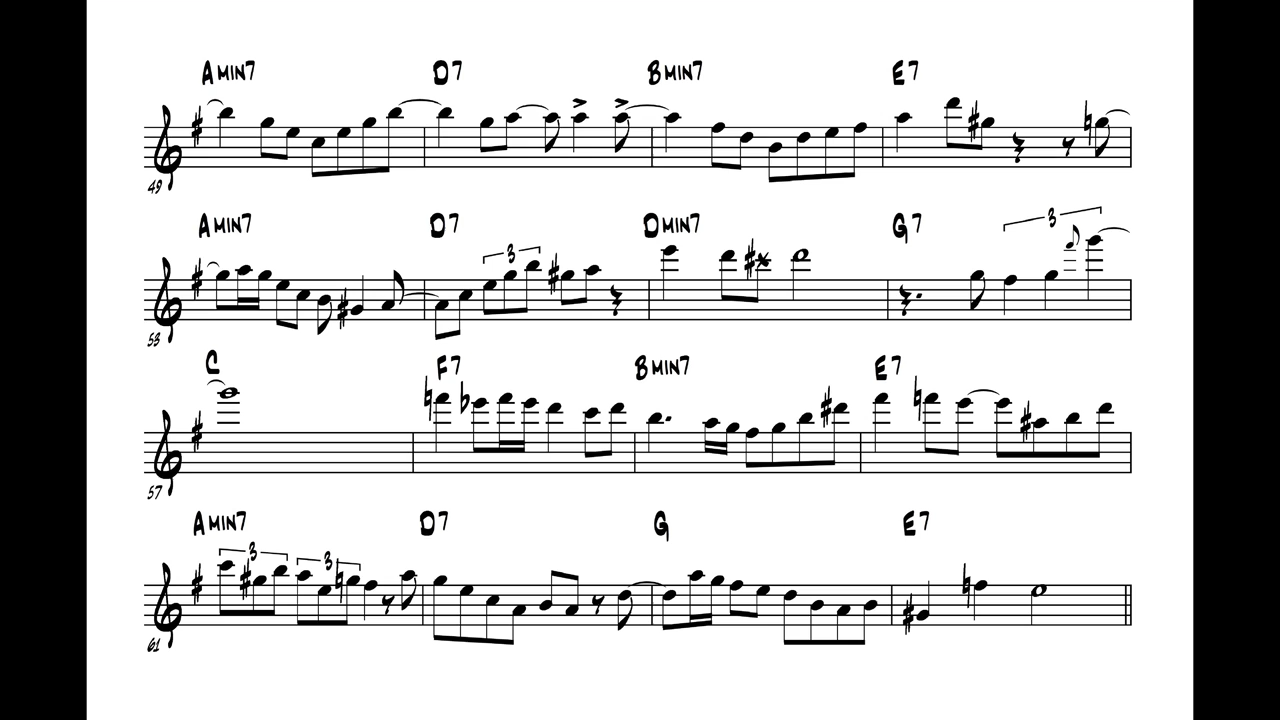 AMIN7 D7 BMIN7 E7
49
AMIN7 D7 DMIN7 G7
3 3
53
C F7 BMIN7 E7
57
AMIN7 D7 G E7
3 3
61